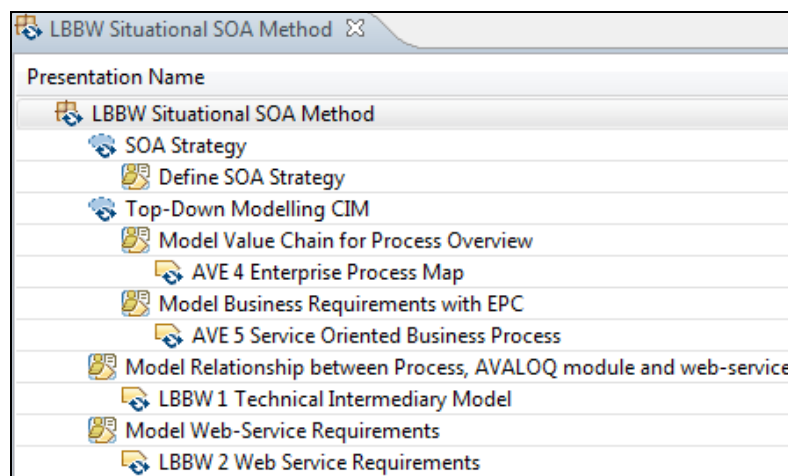 LBBW Situational SOA Method
Presentation Name
LBBW Situational SOA Method
SOA Strategy
Define SOA Strategy
Top-Down Modelling CIM
Model Value Chain for Process Overview
AVE 4 Enterprise Process Map
Model Business Requirements with EPC
AVE 5 Service Oriented Business Process
Model Relationship between Process, AVALOQ module and web-service
LBBW 1 Technical Intermediary Model
Model Web-Service Requirements
LBBW 2 Web Service Requirements